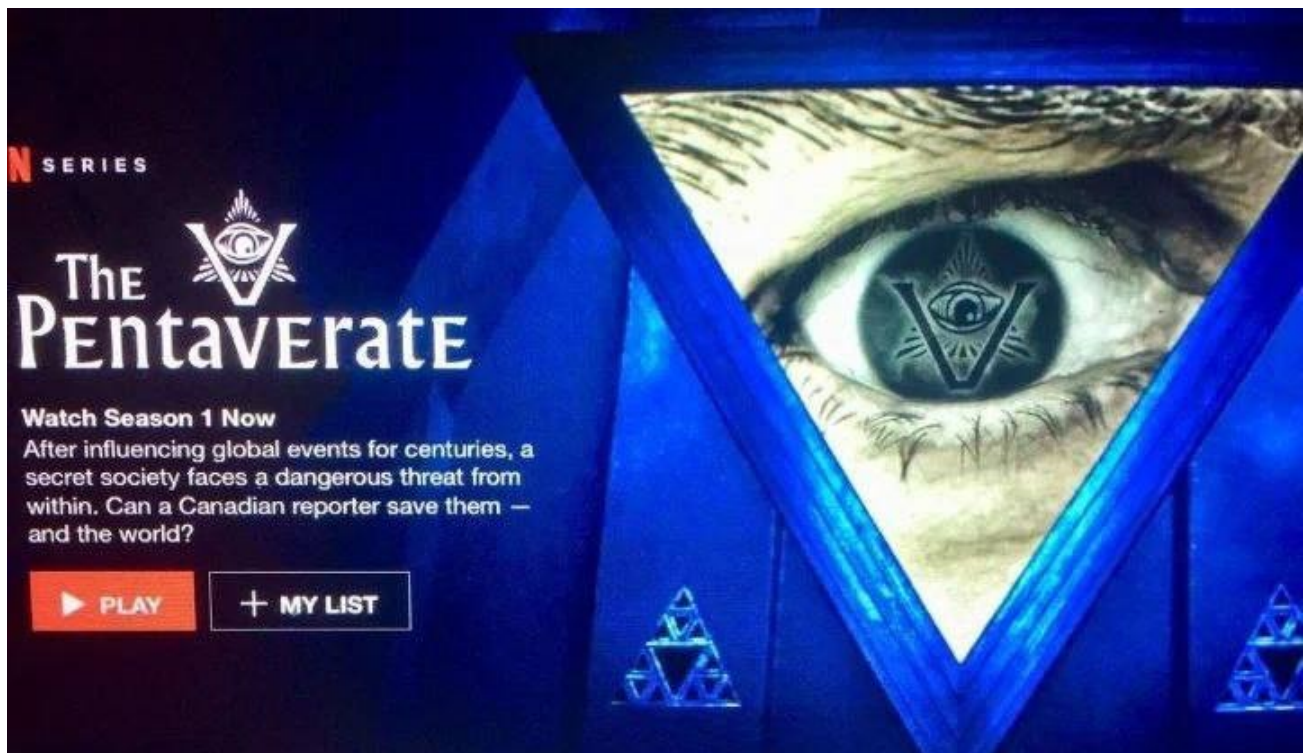 N SERIES
The
Pentaverate
Watch Season 1 Now
After influencing global events for centuries, a
secret society faces a dangerous threat from
within. Can a Canadian reporter save them —
and the world?
PLAY
+ MY LIST